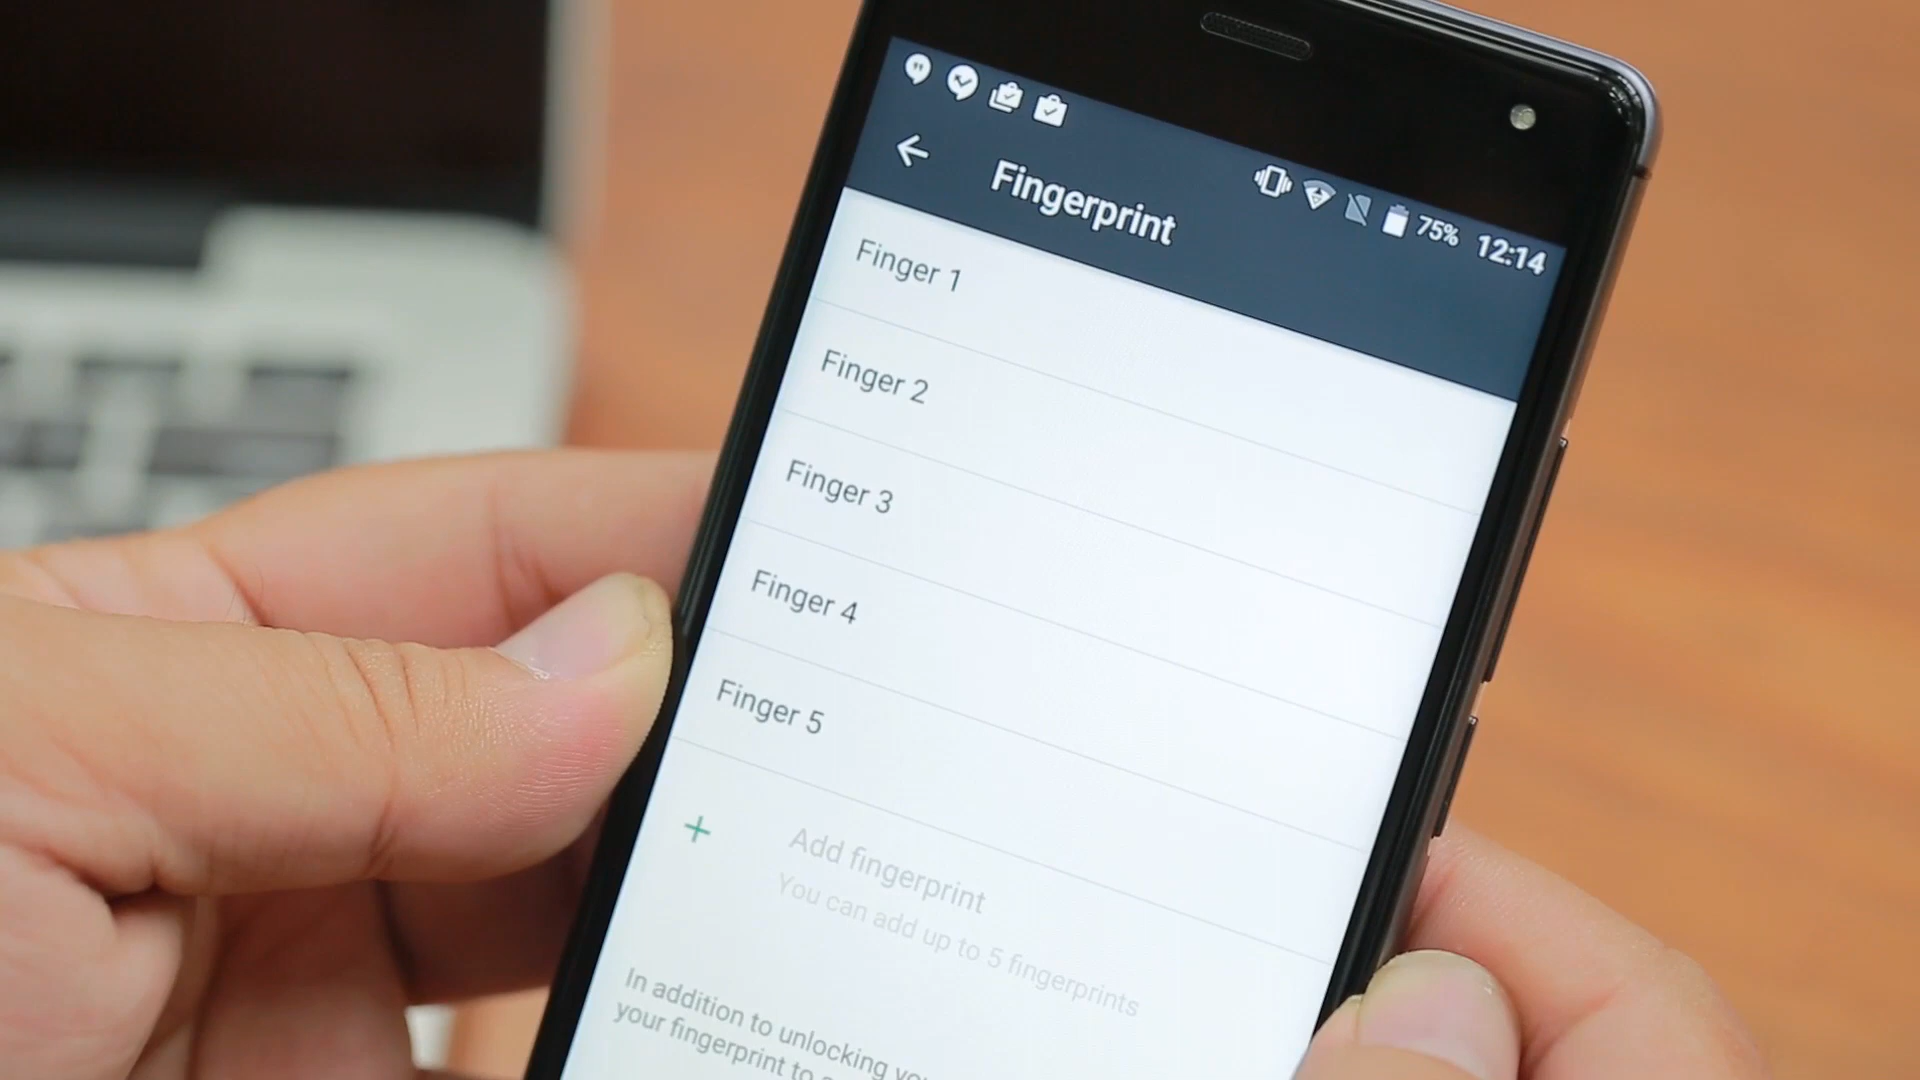 75% 12:14
Fingerprint
Finger 1
Finger 2
Finger 3
Finger 4
Finger 5
+ Add fingerprint
You can add up to 5 fingerprints
In addition to unlocking
your fingerprint to